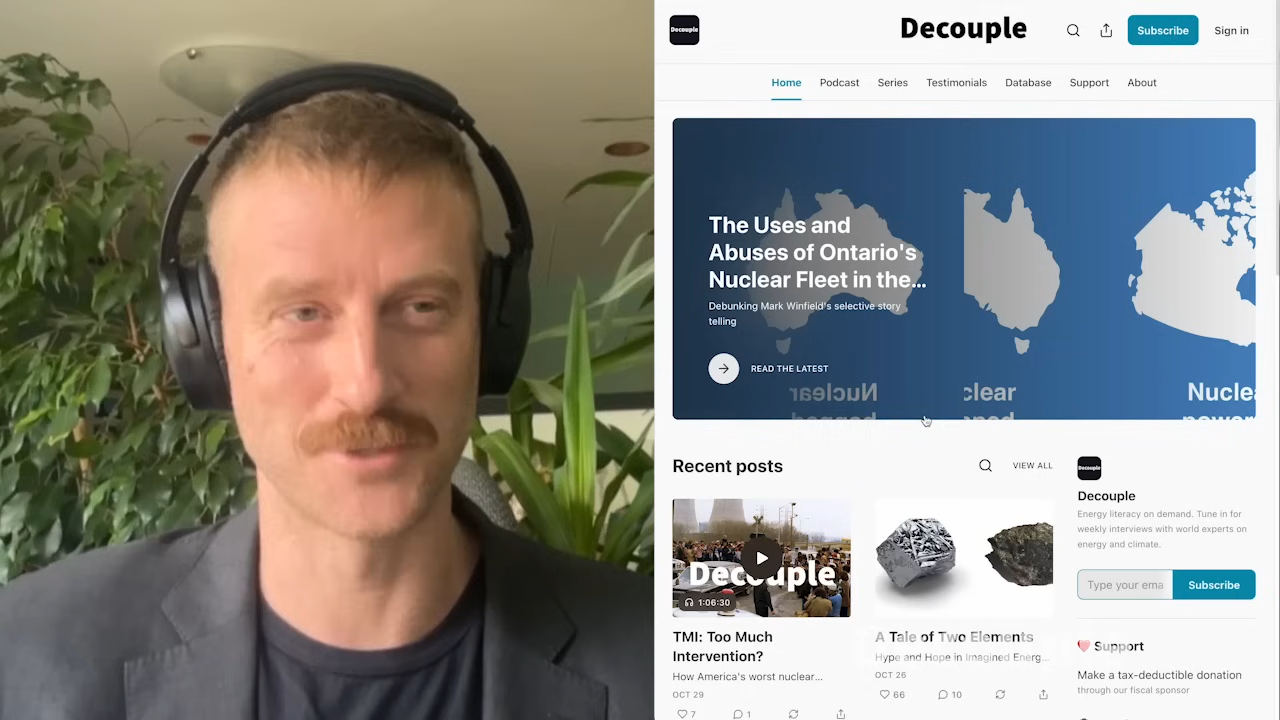 Decouple
Decouple
Subscribe
Sign in
Home
Podcast
Series
Testimonials
Database
Support
About
The Uses and
Abuses of Ontario's
Nuclear Fleet in the...
Debunking Mark Winfield's selective story
telling
READ THE LATEST
Nuclear
clear
Nuclea
Recent posts
VIEW ALL
Decouple
1:06:30
TMI: Too Much
Intervention?
How America's worst nuclear...
OCT 29
7
1
A Tale of Two Elements
Hype and Hope in Imagined Energ...
OCT 26
66
10
Decouple
Decouple
Energy literacy on demand. Tune in for
weekly interviews with world experts on
energy and climate.
Type your ema
Subscribe
Support
Make a tax-deductible donation
through our fiscal sponsor